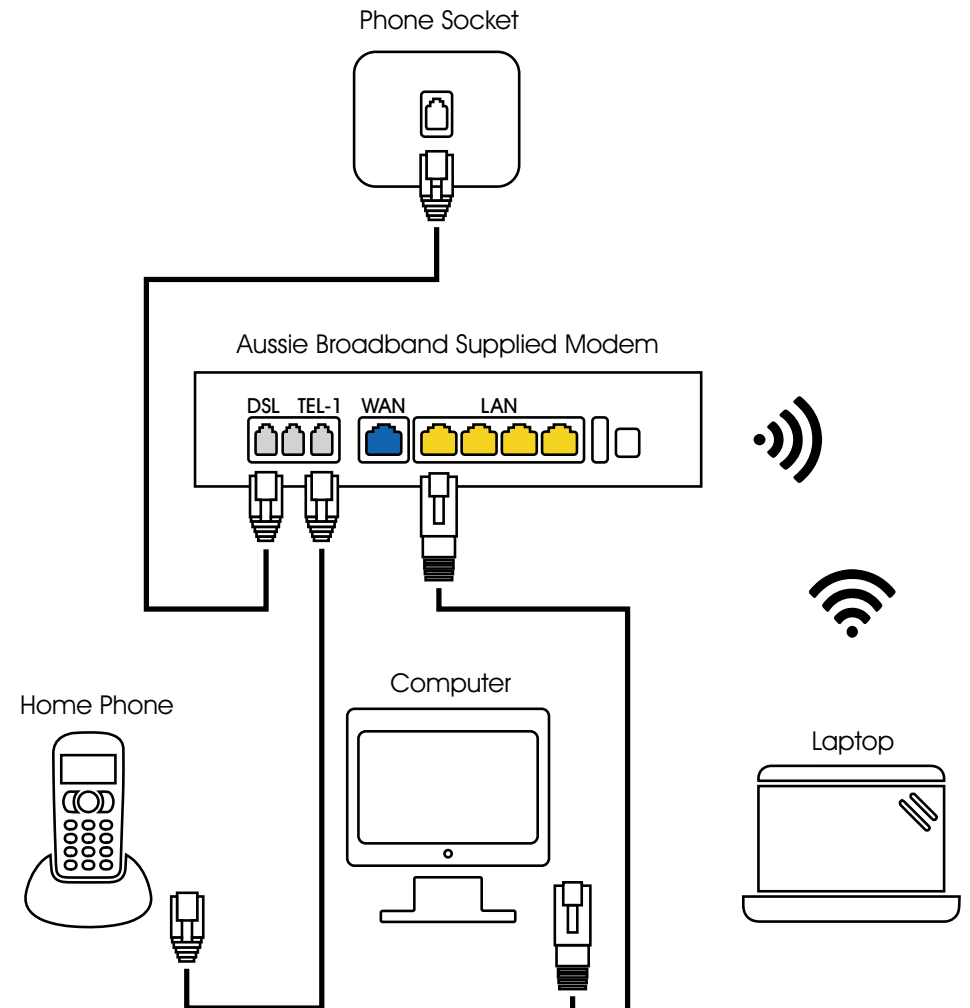 Phone Socket
Aussie Broadband Supplied Modem
DSL TEL-1 WAN LAN
Home Phone
Computer
Laptop